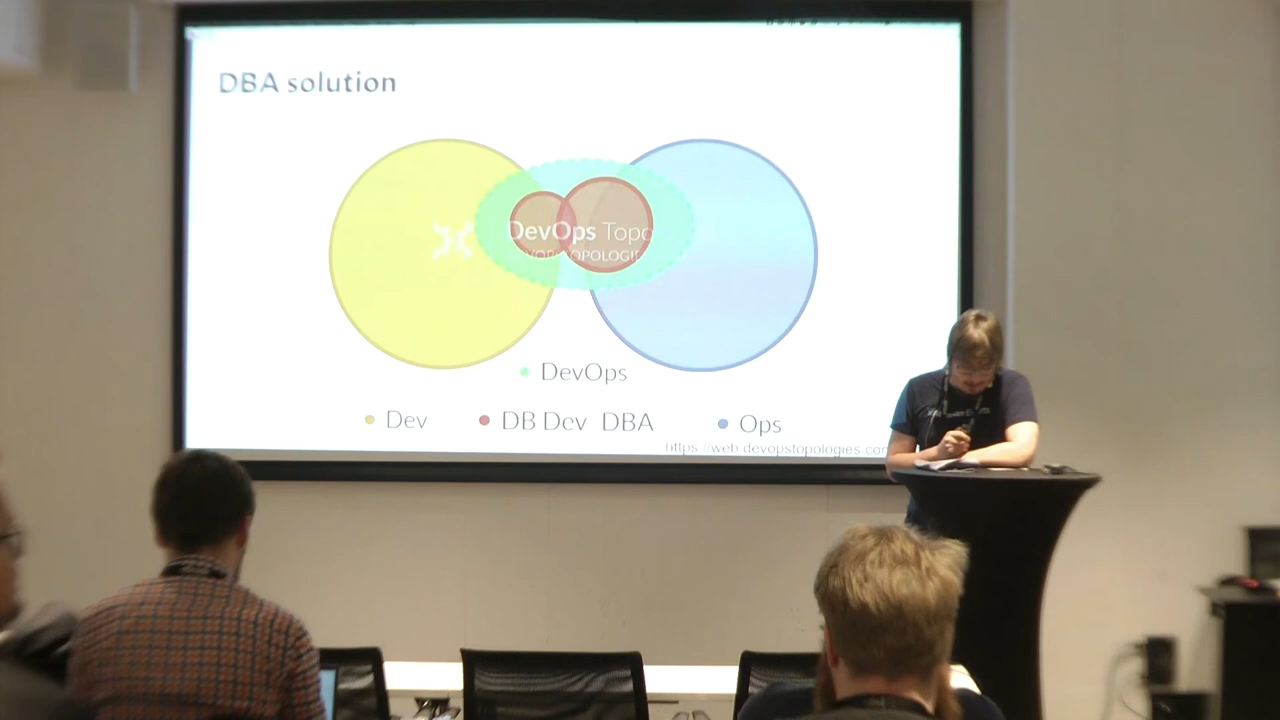 DBA solution
DevOps Topo
DevOps
Dev
DB Dev DBA
Ops
https://web.devopstopologies.com